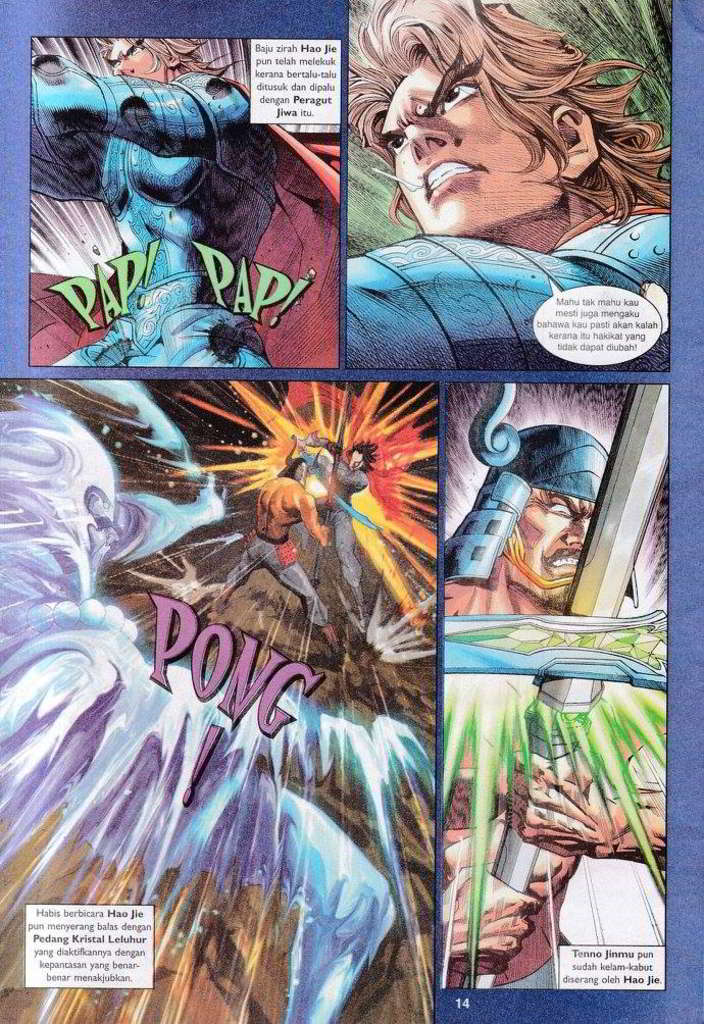 Baju zirah Hao Jie
pun telah melekuk
kerana bertalu-talu
ditusuk dan dipalu
dengan Peragut
Jiwa itu.
PAP! PAP!
Mahu tak mahu kau
mesti juga mengaku
bahawa kau pasti akan kalah
kerana itu hakikat yang
tidak dapat diubah!
PONG!
Habis berbicara Hao Jie
pun menyerang balas dengan
Pedang Kristal Leluhur
yang diaktifkannya dengan
kepantasan yang benar-
benar menakjubkan.
Tenno Jinmu pun
sudah kelam-kabut
diserang oleh Hao Jie.
14